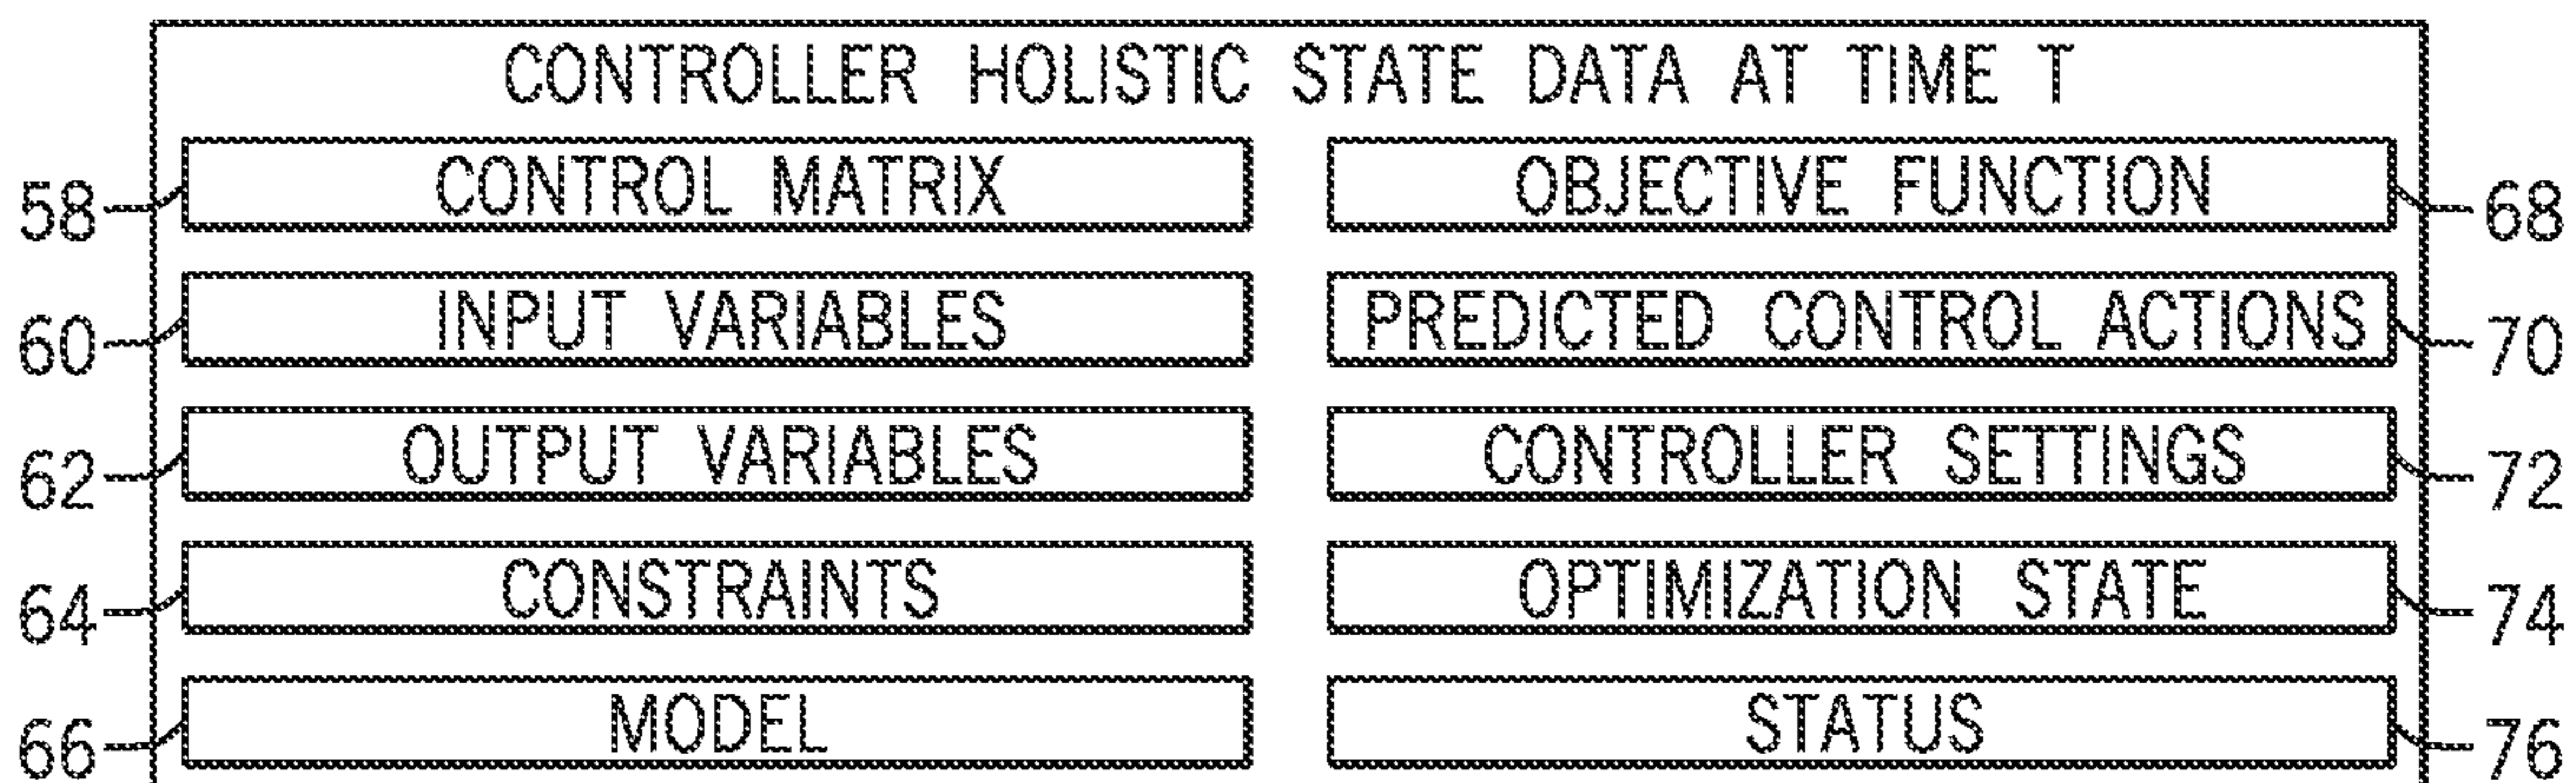 CONTROLLER HOLISTIC STATE DATA AT TIME T
58 CONTROL MATRIX OBJECTIVE FUNCTION 68
60 INPUT VARIABLES PREDICTED CONTROL ACTIONS 70
62 OUTPUT VARIABLES CONTROLLER SETTINGS 72
64 CONSTRAINTS OPTIMIZATION STATE 74
66 MODEL STATUS 76